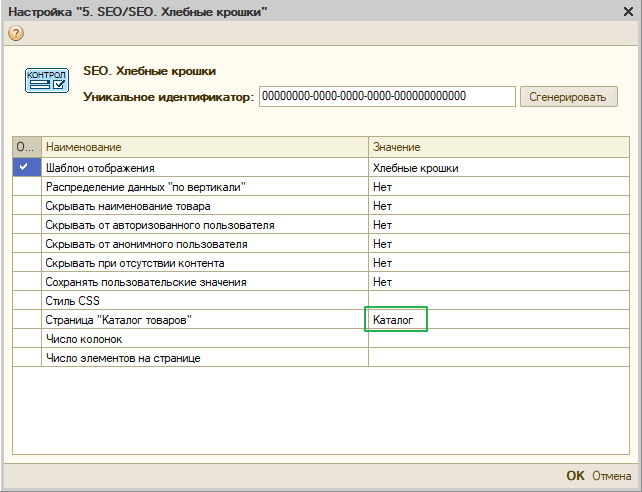 Настройка "5. SEO/SEO. Хлебные крошки"
?
КОНТРОЛ
SEO. Хлебные крошки
Уникальное идентификатор: 00000000-0000-0000-0000-000000000000 Сгенерировать
О... Наименование Значение
Шаблон отображения Хлебные крошки
Распределение данных "по вертикали" Нет
Скрывать наименование товара Нет
Скрывать от авторизованного пользователя Нет
Скрывать от анонимного пользователя Нет
Скрывать при отсутствии контента Нет
Сохранять пользовательские значения Нет
Стиль CSS
Страница "Каталог товаров" Каталог
Число колонок
Число элементов на странице
OK Отмена